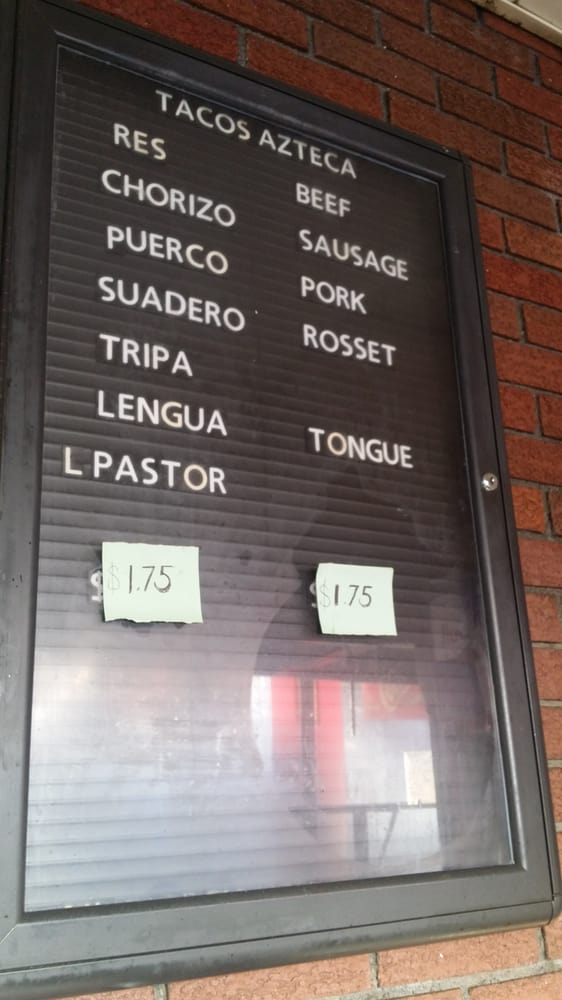 TACOS AZTECA
RES BEEF
CHORIZO SAUSAGE
PUERCO PORK
SUADERO ROSSET
TRIPA
LENGUA TONGUE
L PASTOR
$1.75 $1.75